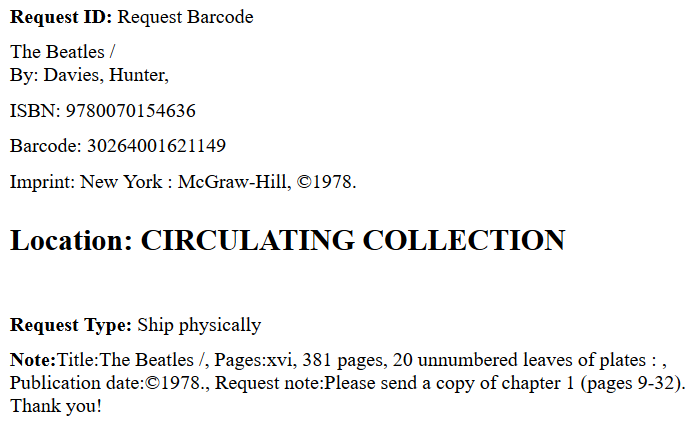 Request ID: Request Barcode
The Beatles /
By: Davies, Hunter,
ISBN: 9780070154636
Barcode: 30264001621149
Imprint: New York : McGraw-Hill, ©1978.
Location: CIRCULATING COLLECTION
Request Type: Ship physically
Note:Title:The Beatles /, Pages:xvi, 381 pages, 20 unnumbered leaves of plates : ,
Publication date:©1978., Request note:Please send a copy of chapter 1 (pages 9-32).
Thank you!